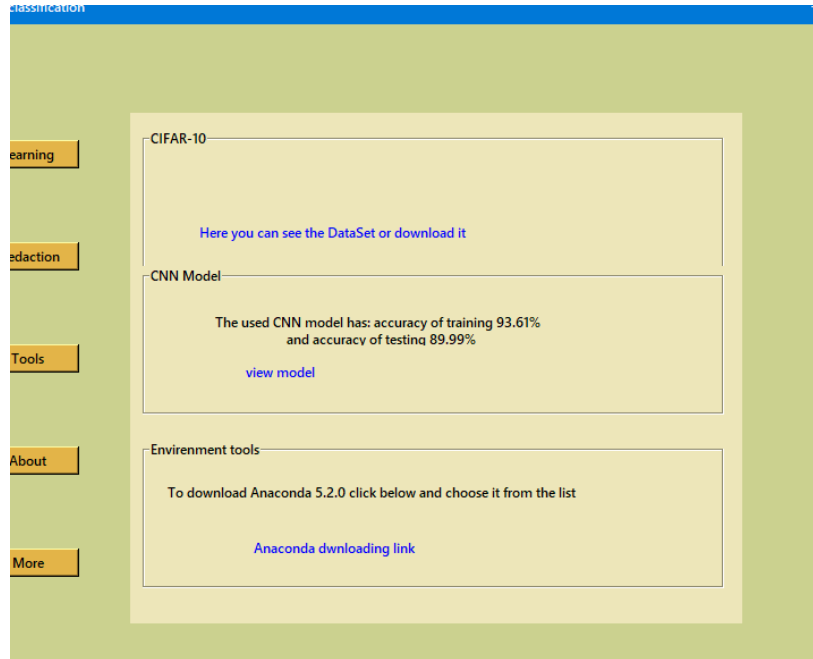 classification
CIFAR-10
earning
Here you can see the DataSet or download it
edaction
CNN Model
The used CNN model has: accuracy of training 93.61%
and accuracy of testing 89.99%
Tools
view model
Envirenment tools
About
To download Anaconda 5.2.0 click below and choose it from the list
Anaconda dwnloading link
More